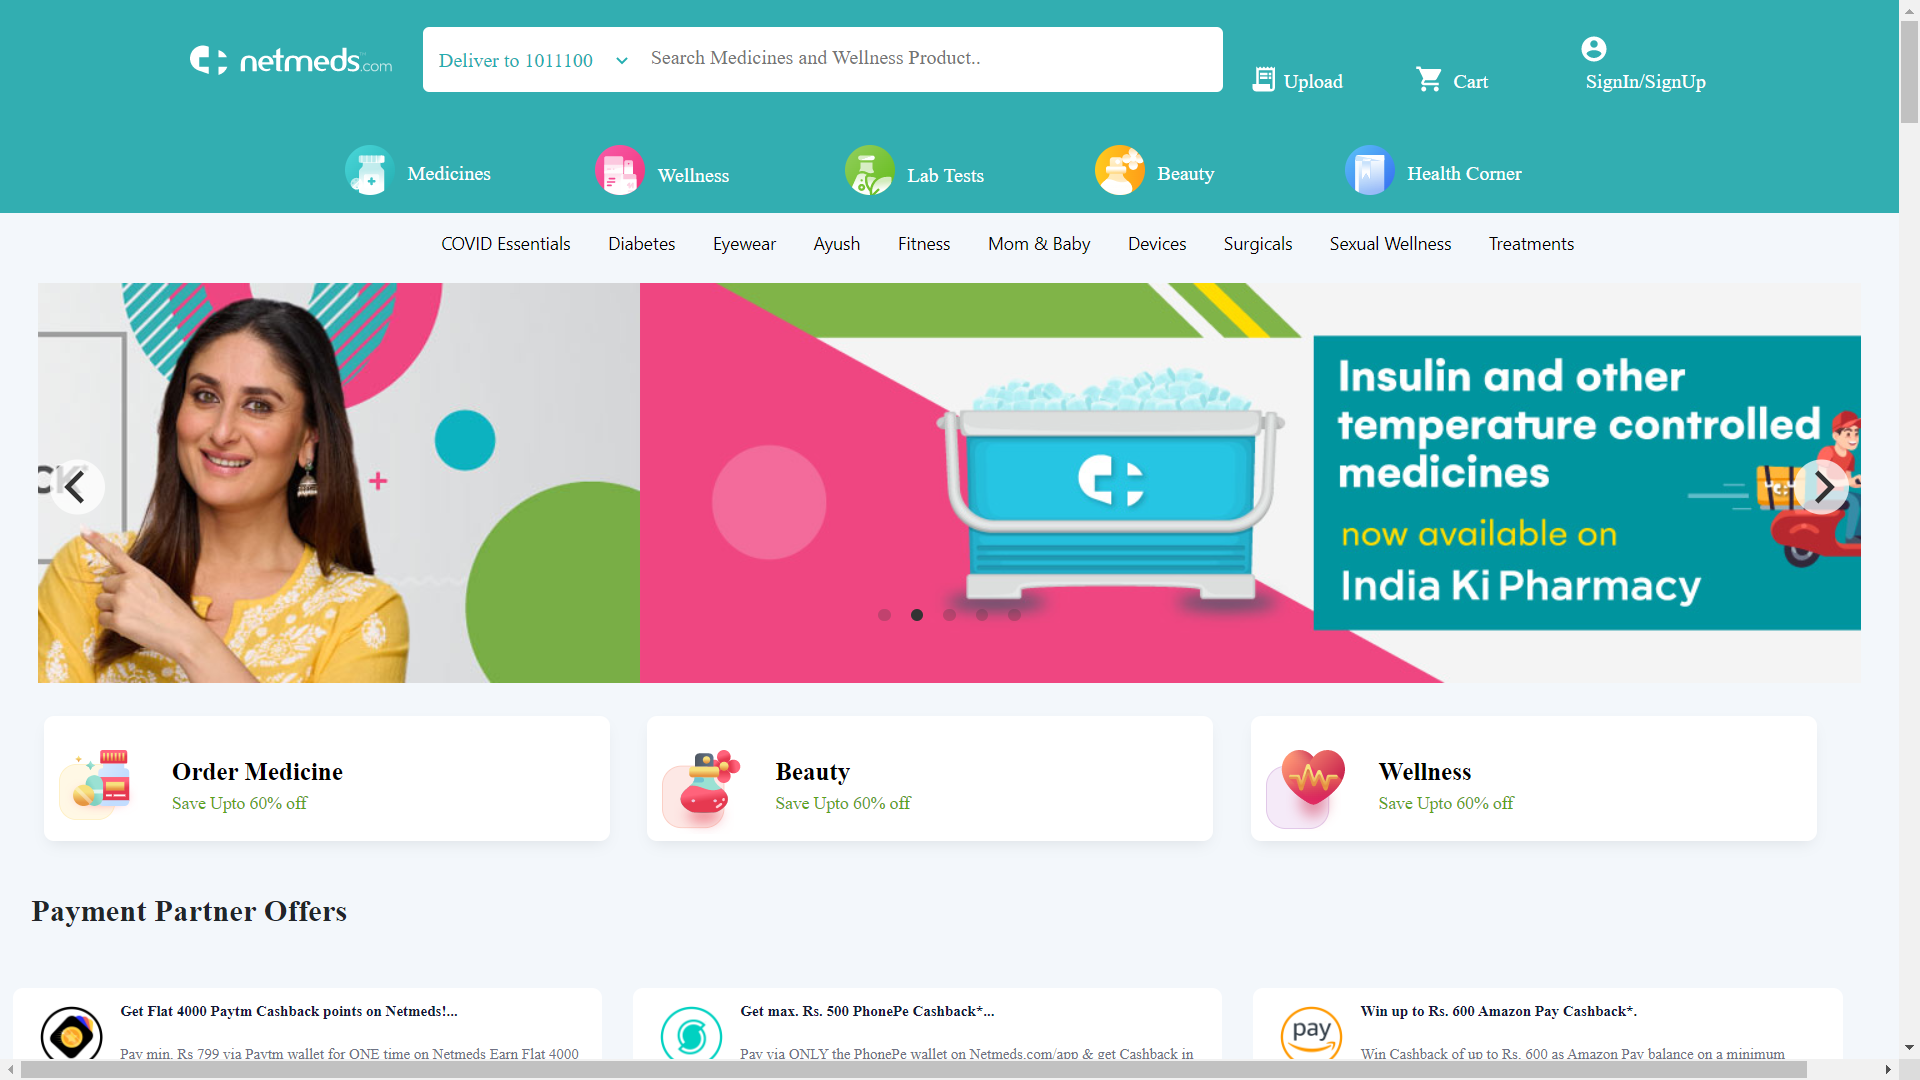 netmeds.com
Deliver to 1011100
Search Medicines and Wellness Product..
Upload
Cart
SignIn/SignUp
Medicines
Wellness
Lab Tests
Beauty
Health Corner
COVID Essentials
Diabetes
Eyewear
Ayush
Fitness
Mom & Baby
Devices
Surgicals
Sexual Wellness
Treatments
Insulin and other
temperature controlled
medicines
now available on
India Ki Pharmacy
Order Medicine
Save Upto 60% off
Beauty
Save Upto 60% off
Wellness
Save Upto 60% off
Payment Partner Offers
Get Flat 4000 Paytm Cashback points on Netmeds!...
Pay min. Rs 799 via Paytm wallet for ONE time on Netmeds Earn Flat 4000
Get max. Rs. 500 PhonePe Cashback*...
Pay via ONLY the PhonePe wallet on Netmeds.com/app & get Cashback in
pay
Win up to Rs. 600 Amazon Pay Cashback*.
Win Cashback of up to Rs. 600 as Amazon Pay balance on a minimum